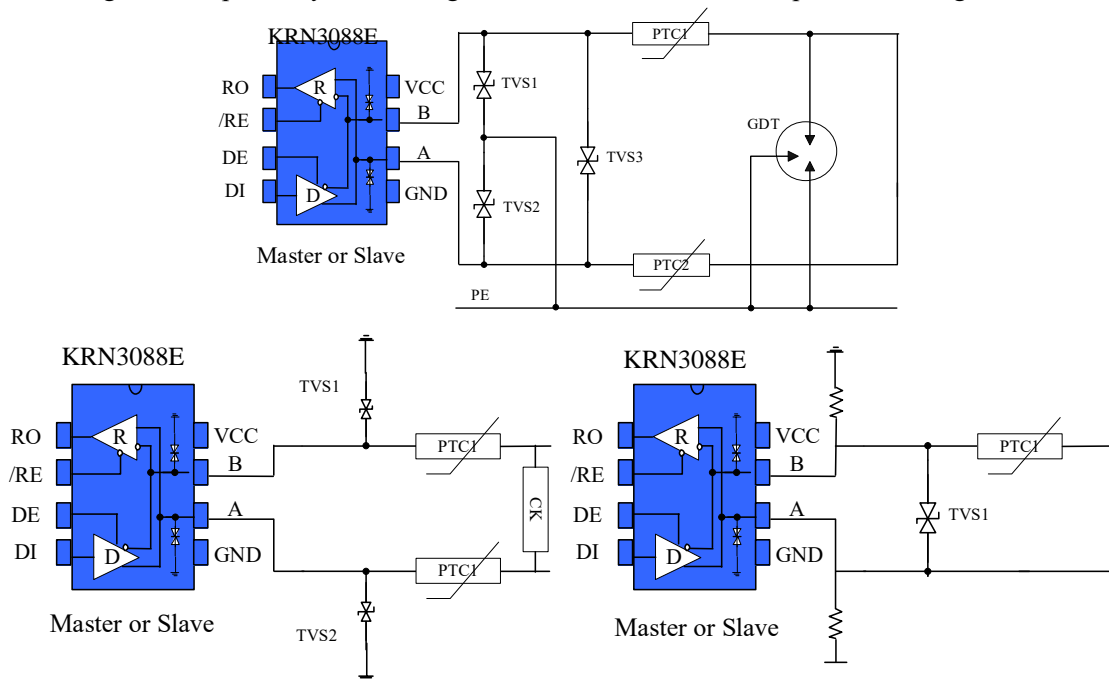 KRN3088E
PTC1
RO
VCC
TVS1
R
/RE
B
GDT
DE
A
TVS3
DI
D
GND
TVS2
Master or Slave
PTC2
PE
KRN3088E
TVS1
RO
R
VCC
PTC1
/RE
B
CK
DE
A
DI
D
GND
PTC1
Master or Slave
TVS2
KRN3088E
RO
R
VCC
PTC1
/RE
B
DE
A
TVS1
DI
D
GND
Master or Slave